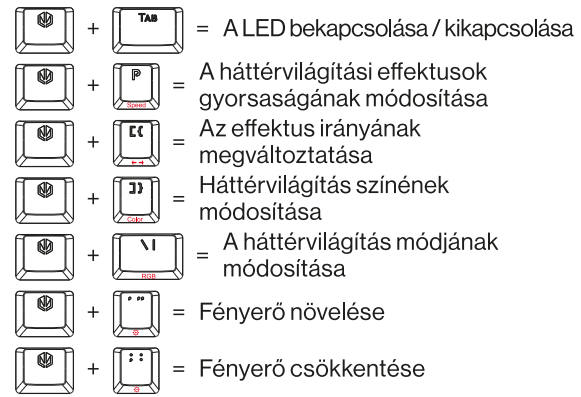 + TAB = A LED bekapcsolása / kikapcsolása
+ P Speed = A háttérvilágítási effektusok
gyorsaságának módosítása
+ [ { = Az effektus irányának
megváltoztatása
+ ] } Color = Háttérvilágítás színének
módosítása
+ \ | RGB = A háttérvilágítás módjának
módosítása
+ ' " = Fényerő növelése
+ ; : = Fényerő csökkentése